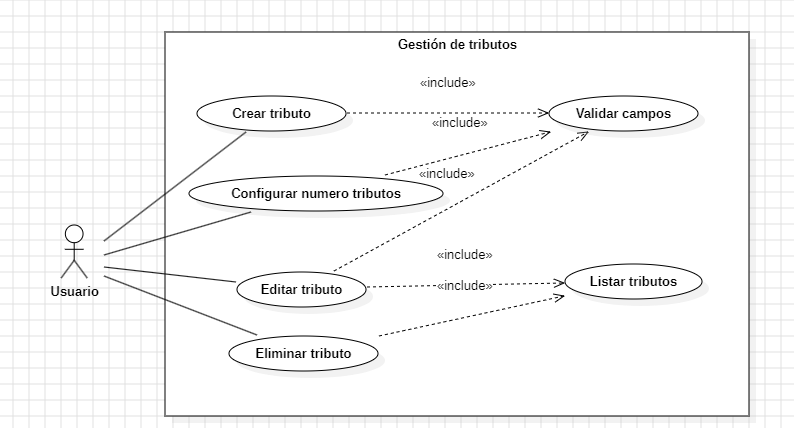 Gestión de tributos
«include»
Crear tributo
Validar campos
«include»
«include»
Configurar numero tributos
«include»
Usuario
Editar tributo
«include»
Listar tributos
Eliminar tributo